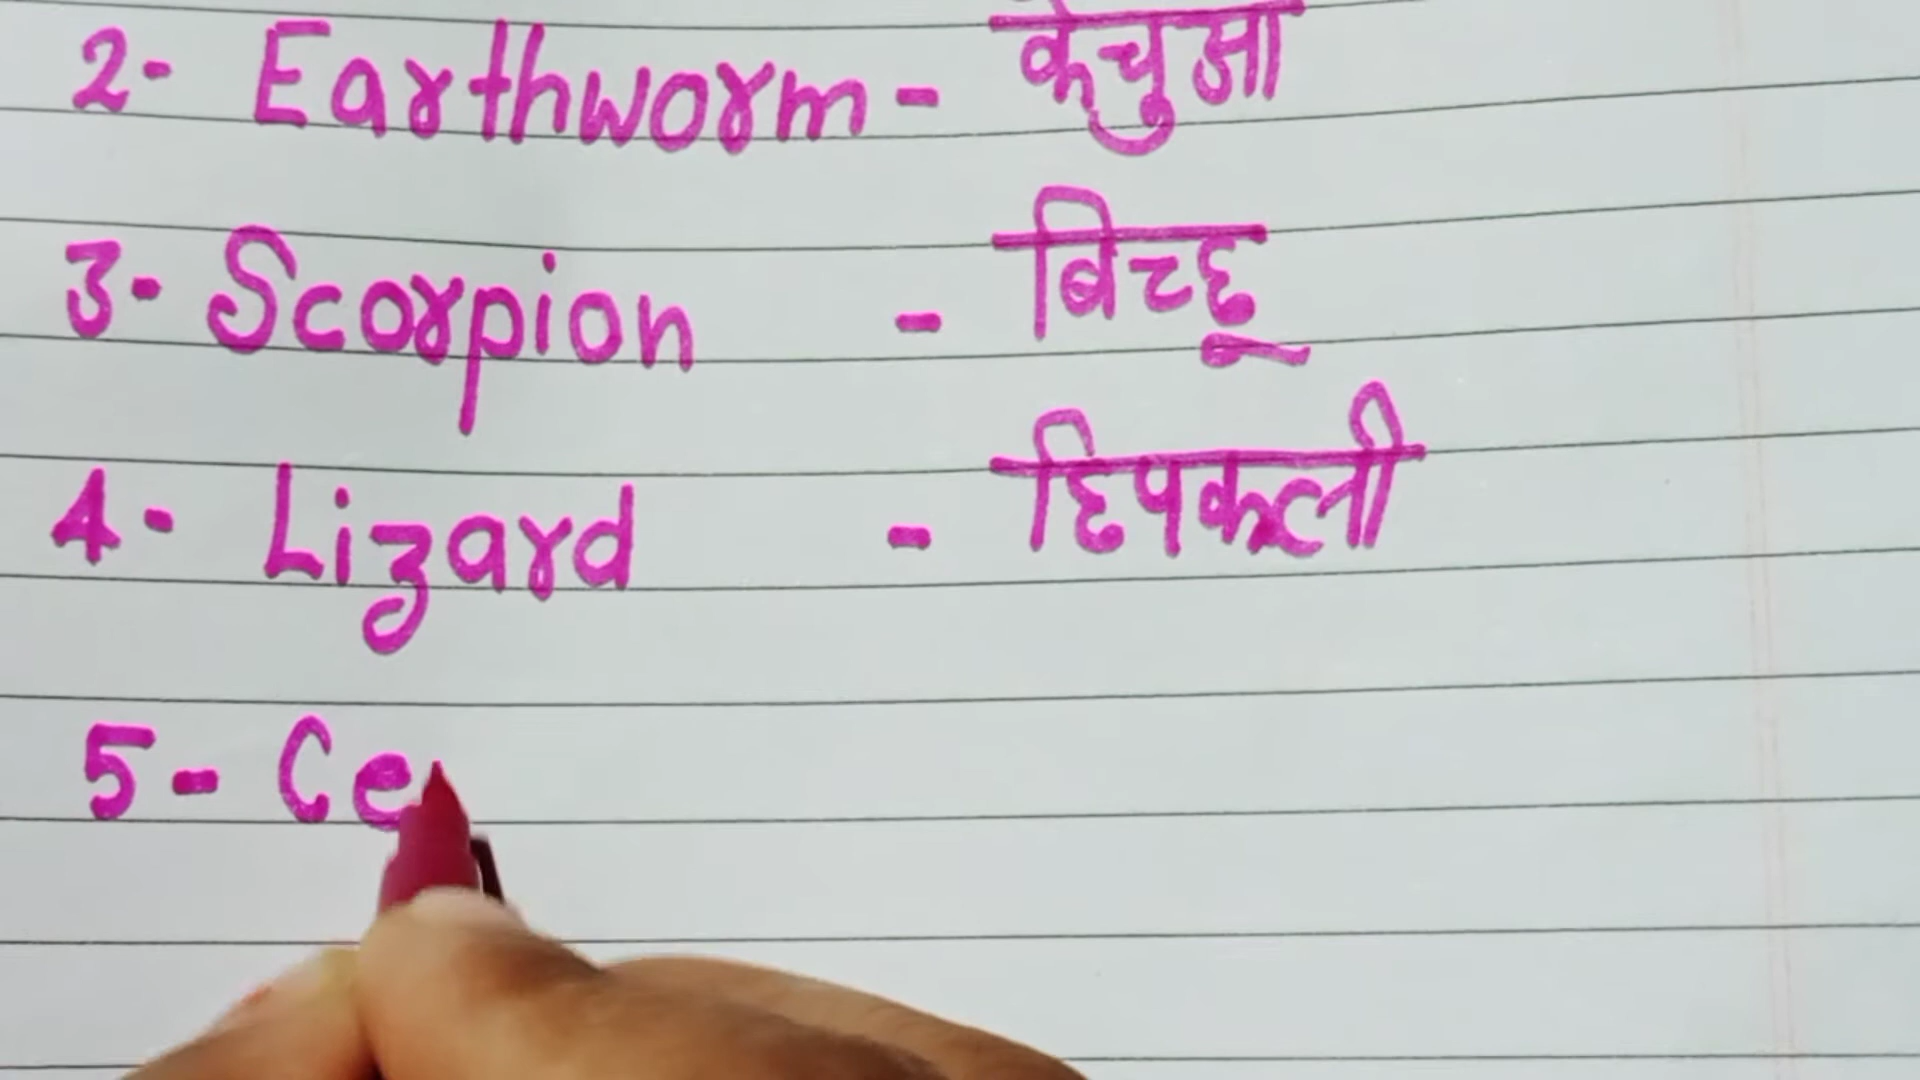 2- Earthworm - केचुआ
3- Scorpion - बिच्छू
4- Lizard - छिपकली
5- Ce